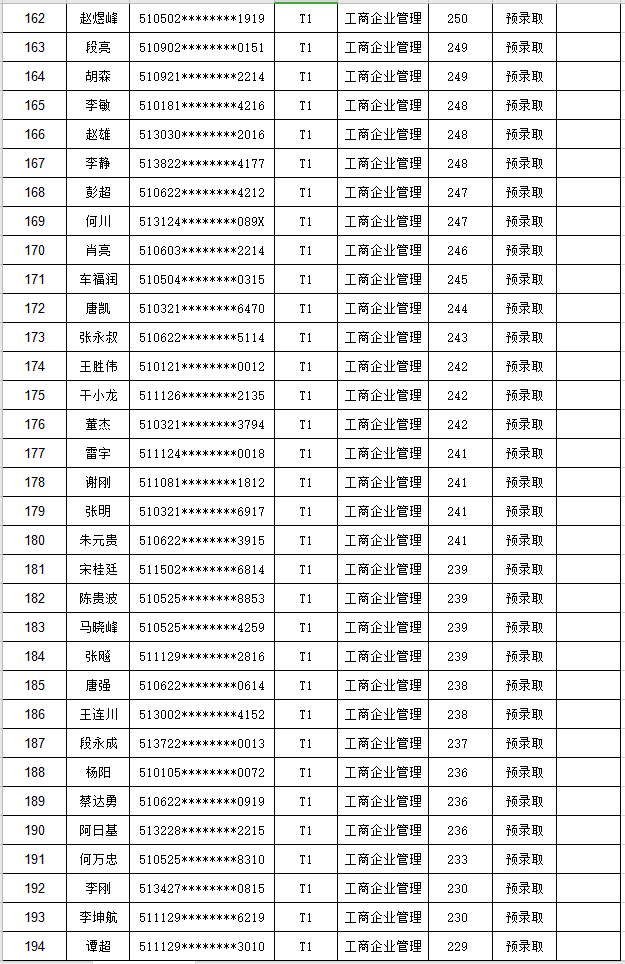 162 赵煜峰 510502********1919 T1 工商企业管理 250 预录取
163 段亮 510902********0151 T1 工商企业管理 249 预录取
164 胡森 510921********2214 T1 工商企业管理 249 预录取
165 李敏 510181********4216 T1 工商企业管理 248 预录取
166 赵雄 513030********2016 T1 工商企业管理 248 预录取
167 李静 513822********4177 T1 工商企业管理 248 预录取
168 彭超 510622********4212 T1 工商企业管理 247 预录取
169 何川 513124********089X T1 工商企业管理 247 预录取
170 肖亮 510603********2214 T1 工商企业管理 246 预录取
171 车福润 510504********0315 T1 工商企业管理 245 预录取
172 唐凯 510321********6470 T1 工商企业管理 244 预录取
173 张永叔 510622********5114 T1 工商企业管理 243 预录取
174 王胜伟 510121********0012 T1 工商企业管理 242 预录取
175 干小龙 511126********2135 T1 工商企业管理 242 预录取
176 董杰 510321********3794 T1 工商企业管理 242 预录取
177 雷宇 511124********0018 T1 工商企业管理 241 预录取
178 谢刚 511081********1812 T1 工商企业管理 241 预录取
179 张明 510321********6917 T1 工商企业管理 241 预录取
180 朱元贵 510622********3915 T1 工商企业管理 241 预录取
181 宋桂廷 511502********6814 T1 工商企业管理 239 预录取
182 陈贵波 510525********8853 T1 工商企业管理 239 预录取
183 马晓峰 510525********4259 T1 工商企业管理 239 预录取
184 511129********2816 T1 工商企业管理 239 预录取
185 唐强 510622********0614 T1 工商企业管理 238 预录取
186 王连川 513002********4152 T1 工商企业管理 238 预录取
187 段永成 513722********0013 T1 工商企业管理 237 预录取
188 杨阳 510105********0072 T1 工商企业管理 236 预录取
189 蔡达勇 510622********0919 T1 工商企业管理 236 预录取
190 阿日基 513228********2215 T1 工商企业管理 236 预录取
191 何万忠 510525********8310 T1 工商企业管理 233 预录取
192 李刚 513427********0815 T1 工商企业管理 230 预录取
193 李坤航 511129********6219 T1 工商企业管理 230 预录取
194 谭超 511129********3010 T1 工商企业管理 229 预录取